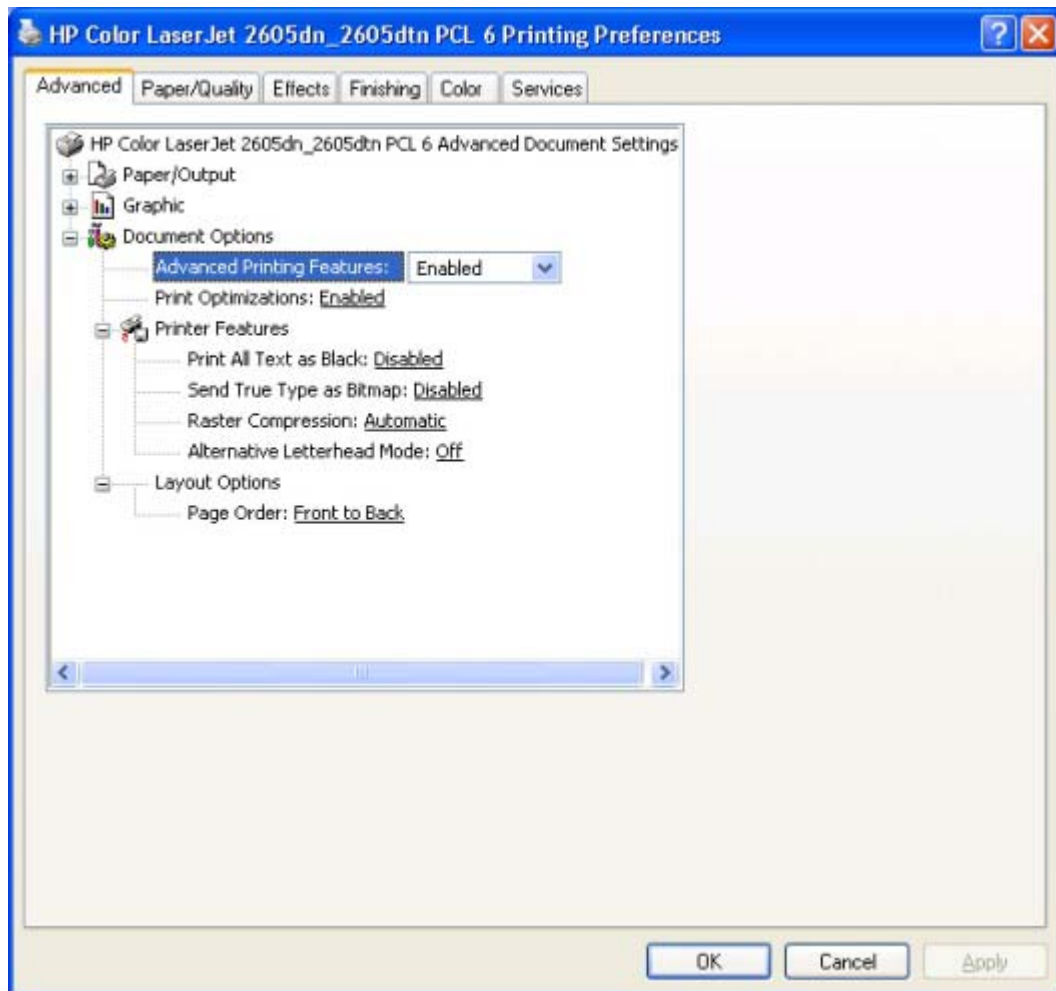 HP Color LaserJet 2605dn_2605dtn PCL 6 Printing Preferences
Advanced Paper/Quality Effects Finishing Color Services
HP Color LaserJet 2605dn_2605dtn PCL 6 Advanced Document Settings
Paper/Output
Graphic
Document Options
Advanced Printing Features: Enabled
Print Optimizations: Enabled
Printer Features
Print All Text as Black: Disabled
Send True Type as Bitmap: Disabled
Raster Compression: Automatic
Alternative Letterhead Mode: Off
Layout Options
Page Order: Front to Back
OK Cancel Apply